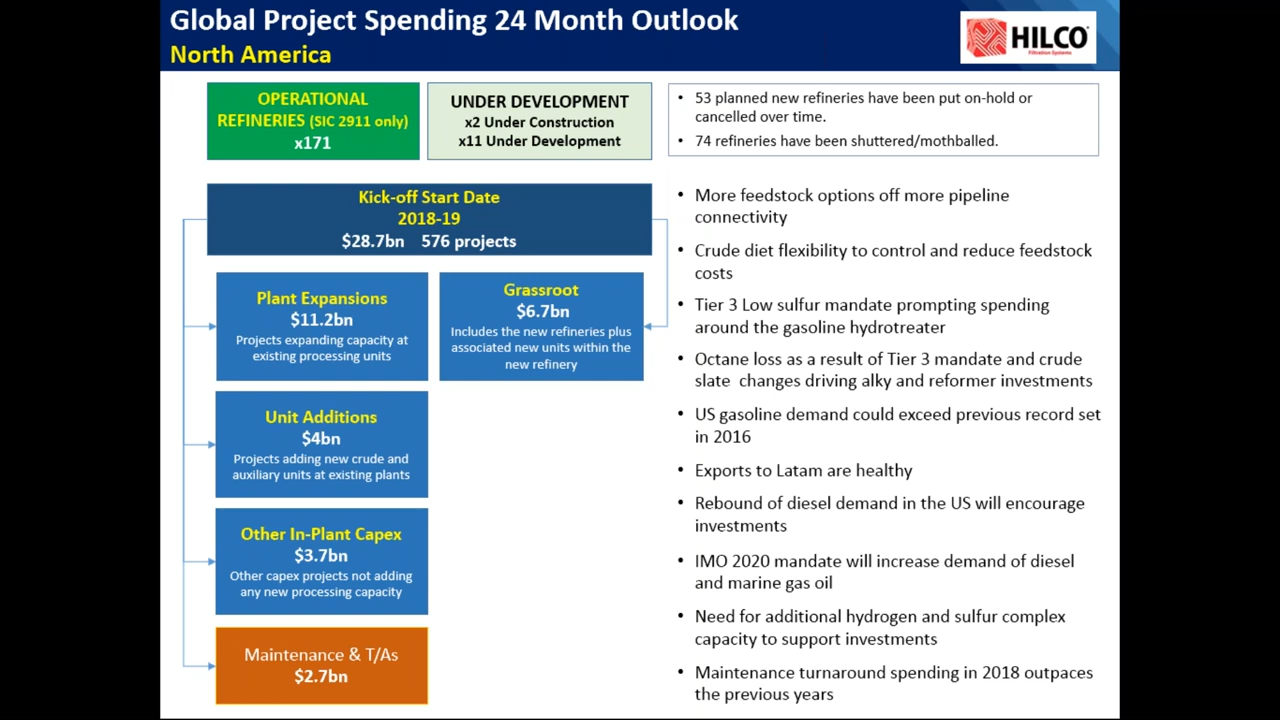 Global Project Spending 24 Month Outlook
North America
HILCO
Filtration Systems
OPERATIONAL
REFINERIES (SIC 2911 only)
x171
UNDER DEVELOPMENT
x2 Under Construction
x11 Under Development
• 53 planned new refineries have been put on-hold or
cancelled over time.
• 74 refineries have been shuttered/mothballed.
Kick-off Start Date
2018-19
$28.7bn 576 projects
Plant Expansions
$11.2bn
Projects expanding capacity at
existing processing units
Grassroot
$6.7bn
Includes the new refineries plus
associated new units within the
new refinery
Unit Additions
$4bn
Projects adding new crude and
auxiliary units at existing plants
Other In-Plant Capex
$3.7bn
Other capex projects not adding
any new processing capacity
Maintenance & T/As
$2.7bn
• More feedstock options off more pipeline
connectivity
• Crude diet flexibility to control and reduce feedstock
costs
• Tier 3 Low sulfur mandate prompting spending
around the gasoline hydrotreater
• Octane loss as a result of Tier 3 mandate and crude
slate changes driving alky and reformer investments
• US gasoline demand could exceed previous record set
in 2016
• Exports to Latam are healthy
• Rebound of diesel demand in the US will encourage
investments
• IMO 2020 mandate will increase demand of diesel
and marine gas oil
• Need for additional hydrogen and sulfur complex
capacity to support investments
• Maintenance turnaround spending in 2018 outpaces
the previous years